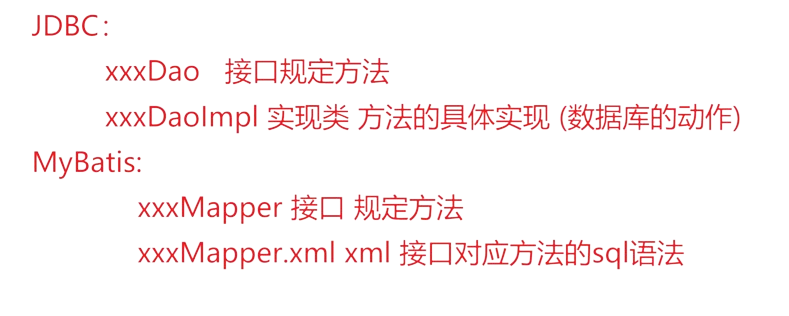 JDBC:
xxxDao 接口规定方法
xxxDaoImpl 实现类 方法的具体实现 (数据库的动作)
MyBatis:
xxxMapper 接口 规定方法
xxxMapper.xml xml 接口对应方法的sql语法